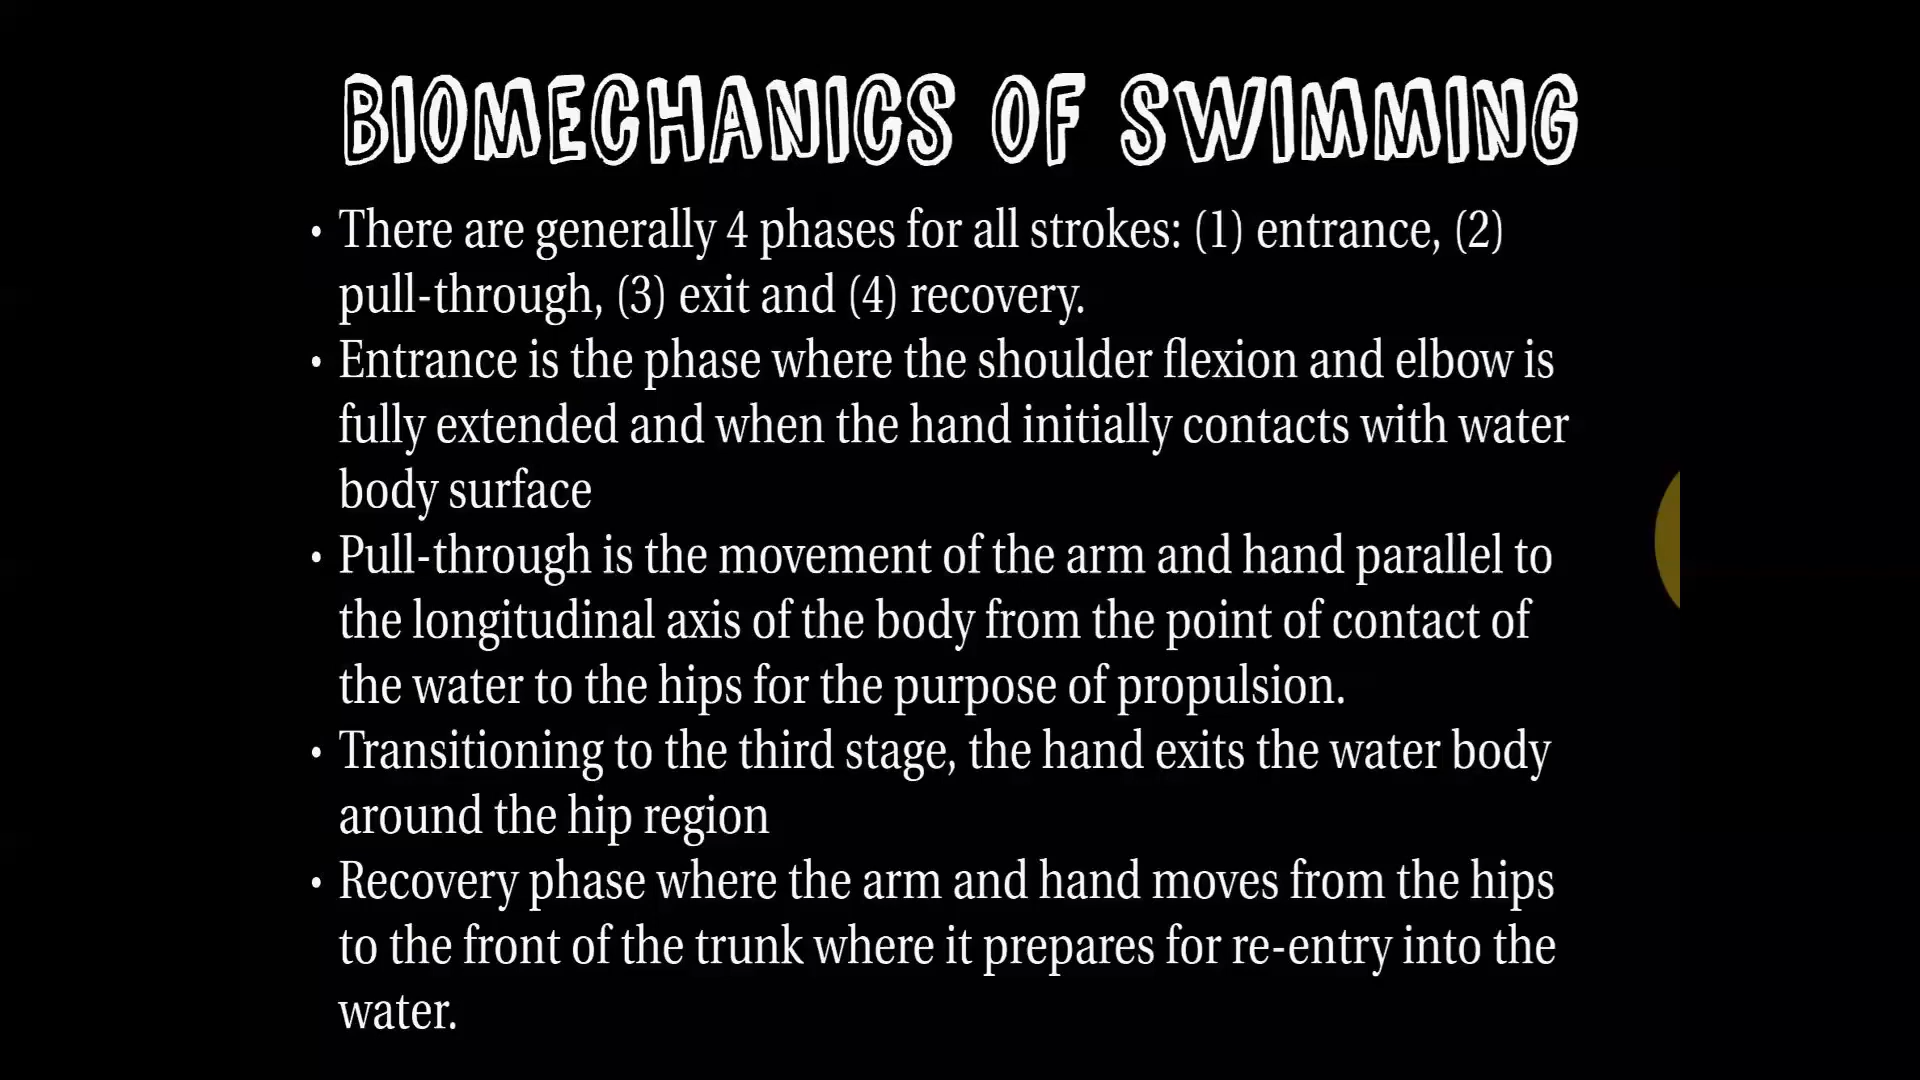 BIOMECHANICS OF SWIMMING
• There are generally 4 phases for all strokes: (1) entrance, (2)
pull-through, (3) exit and (4) recovery.
• Entrance is the phase where the shoulder flexion and elbow is
fully extended and when the hand initially contacts with water
body surface
• Pull-through is the movement of the arm and hand parallel to
the longitudinal axis of the body from the point of contact of
the water to the hips for the purpose of propulsion.
• Transitioning to the third stage, the hand exits the water body
around the hip region
• Recovery phase where the arm and hand moves from the hips
to the front of the trunk where it prepares for re-entry into the
water.